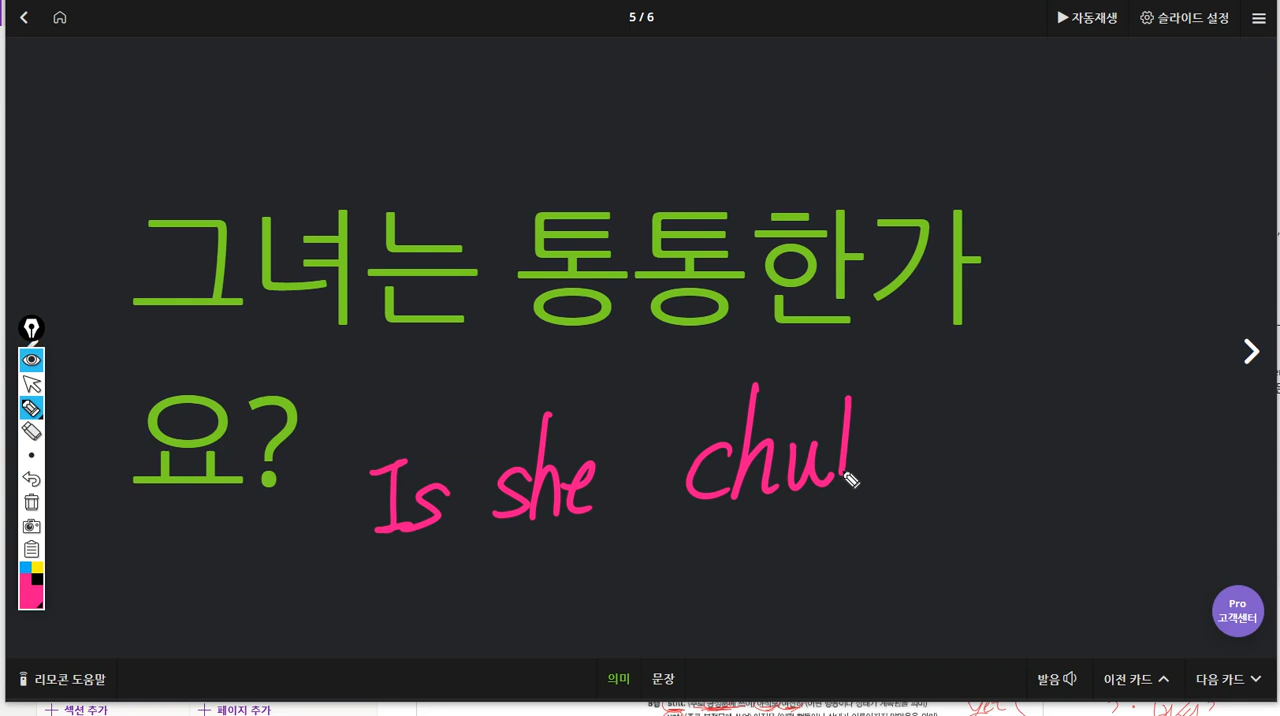 5 / 6
▶ 자동재생
슬라이드 설정
그녀는 통통한가
요?
Is she chul
Pro
고객센터
리모콘 도움말
의미
문장
발음
이전 카드
다음 카드
섹션 추가
페이지 추가